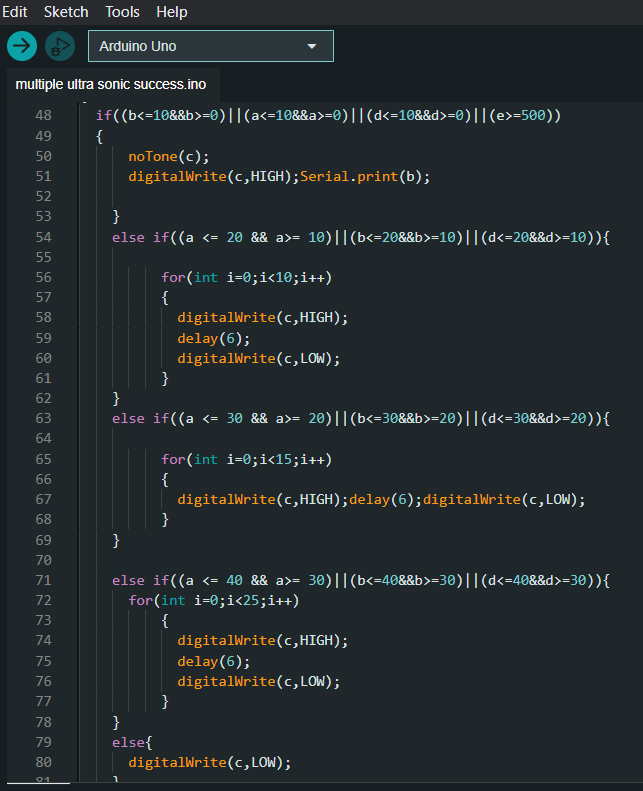 Edit Sketch Tools Help
Arduino Uno
multiple ultra sonic success.ino
48 if((b<=10&&b>=0)||(a<=10&&a>=0)||(d<=10&&d>=0)||(e>=500))
49 {
50 noTone(c);
51 digitalWrite(c,HIGH);Serial.print(b);
52
53 }
54 else if((a <= 20 && a>= 10)||(b<=20&&b>=10)||(d<=20&&d>=10)){
55
56 for(int i=0;i<10;i++)
57 {
58 digitalWrite(c,HIGH);
59 delay(6);
60 digitalWrite(c,LOW);
61 }
62 }
63 else if((a <= 30 && a>= 20)||(b<=30&&b>=20)||(d<=30&&d>=20)){
64
65 for(int i=0;i<15;i++)
66 {
67 digitalWrite(c,HIGH);delay(6);digitalWrite(c,LOW);
68 }
69 }
70
71 else if((a <= 40 && a>= 30)||(b<=40&&b>=30)||(d<=40&&d>=30)){
72 for(int i=0;i<25;i++)
73 {
74 digitalWrite(c,HIGH);
75 delay(6);
76 digitalWrite(c,LOW);
77 }
78 }
79 else{
80 digitalWrite(c,LOW);
81 }